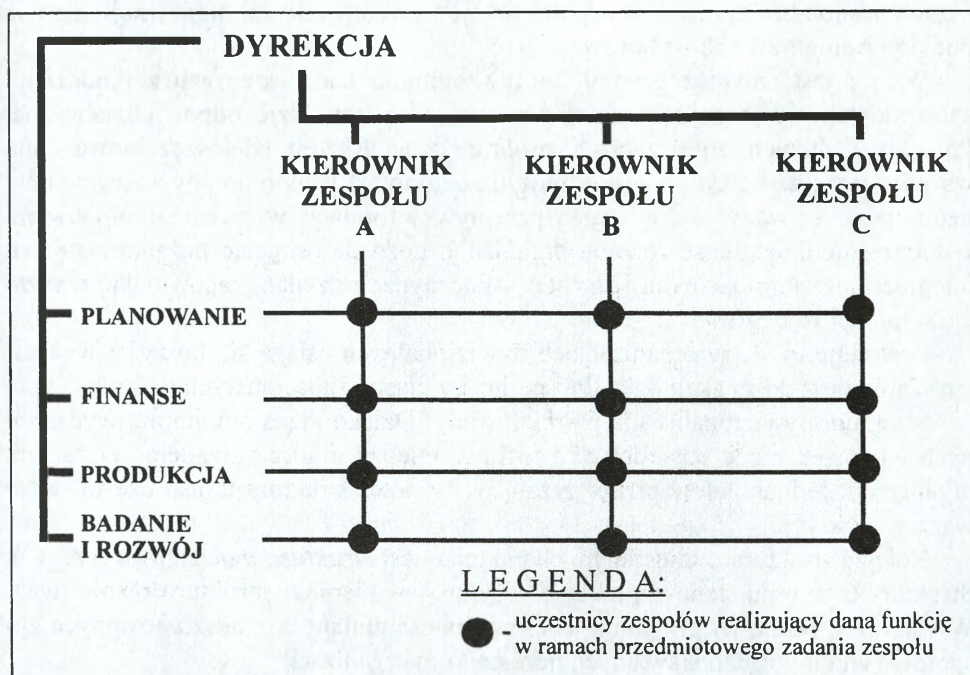 DYREKCJA
KIEROWNIK
ZESPOŁU
A
KIEROWNIK
ZESPOŁU
B
KIEROWNIK
ZESPOŁU
C
PLANOWANIE
FINANSE
PRODUKCJA
BADANIE
I ROZWÓJ
LEGENDA:
- uczestnicy zespołów realizujący daną funkcję
w ramach przedmiotowego zadania zespołu